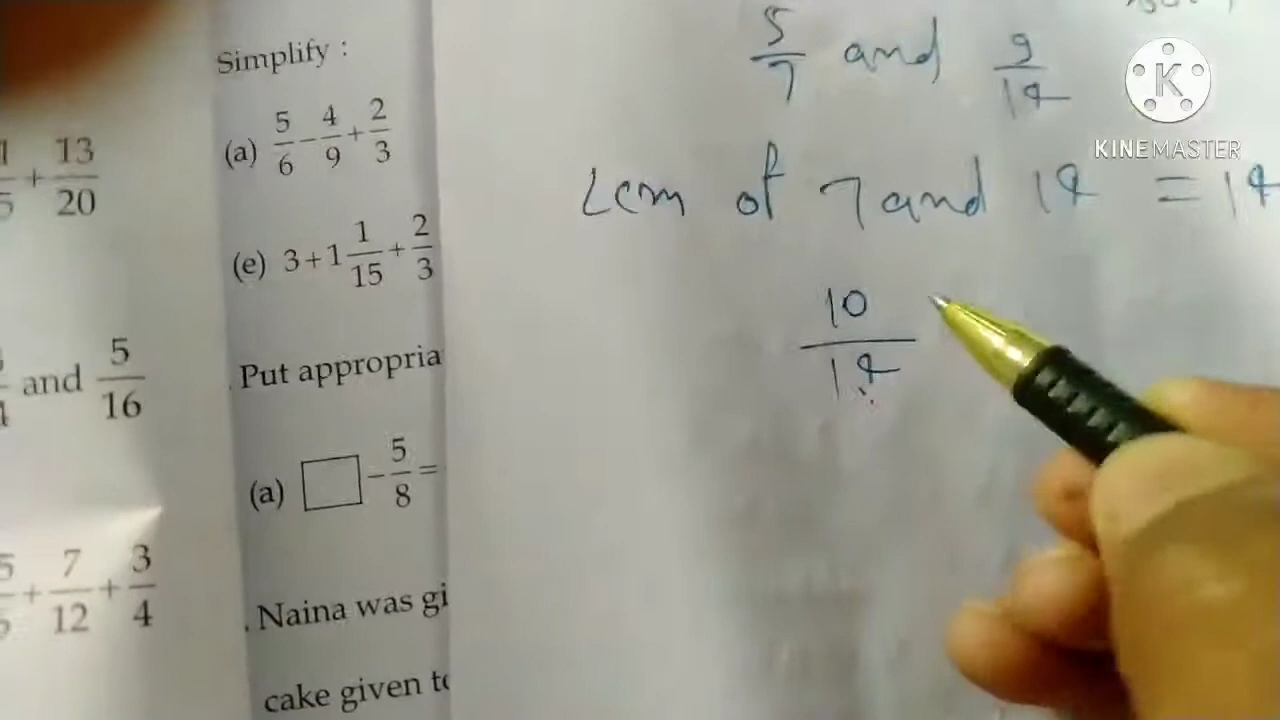 + 13/20
and 5/16
+ 7/12 + 3/4
Simplify :
(a) 5/6 − 4/9 + 2/3
(e) 3 + 1 1/15 + 2/3
Put appropria
(a) □ − 5/8 =
. Naina was gi
cake given to
5/7 and 9/14
Lcm of 7 and 14 = 14
10/14
KINEMASTER